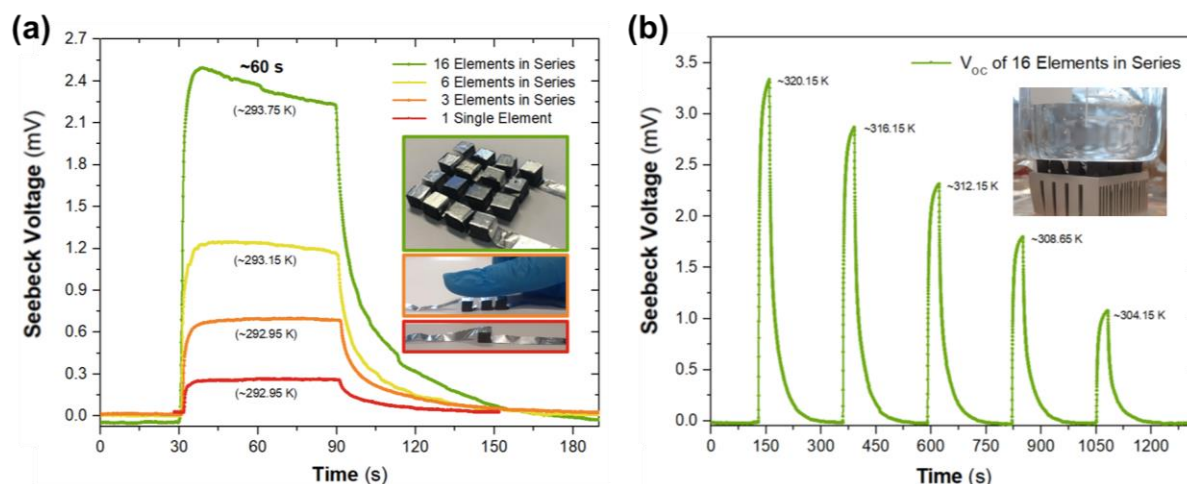 (a)
2.7
2.4
2.1
1.8
1.5
1.2
0.9
0.6
0.3
0.0
Seebeck Voltage (mV)
~60 s
16 Elements in Series
6 Elements in Series
3 Elements in Series
1 Single Element
(~293.75 K)
(~293.15 K)
(~292.95 K)
(~292.95 K)
0 30 60 90 120 150 180
Time (s)
(b)
3.5
3.0
2.5
2.0
1.5
1.0
0.5
0.0
Seebeck Voltage (mV)
Voc of 16 Elements in Series
~320.15 K
~316.15 K
~312.15 K
~308.65 K
~304.15 K
0 150 300 450 600 750 900 1050 1200
Time (s)